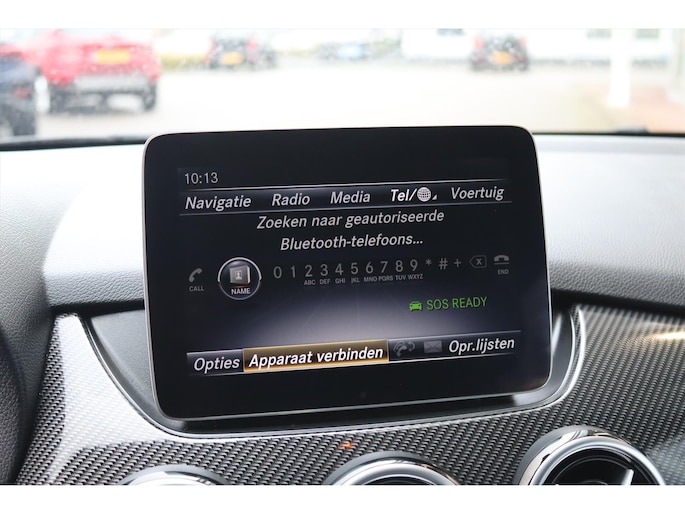 10:13
Navigatie Radio Media Tel/ Voertuig
Zoeken naar geautoriseerde
Bluetooth-telefoons...
0 1 2 3 4 5 6 7 8 9 * # + X
ABC DEF GHI JKL MNO PQRS TUV WXYZ
CALL NAME END
SOS READY
Opties Apparaat verbinden Opr.lijsten